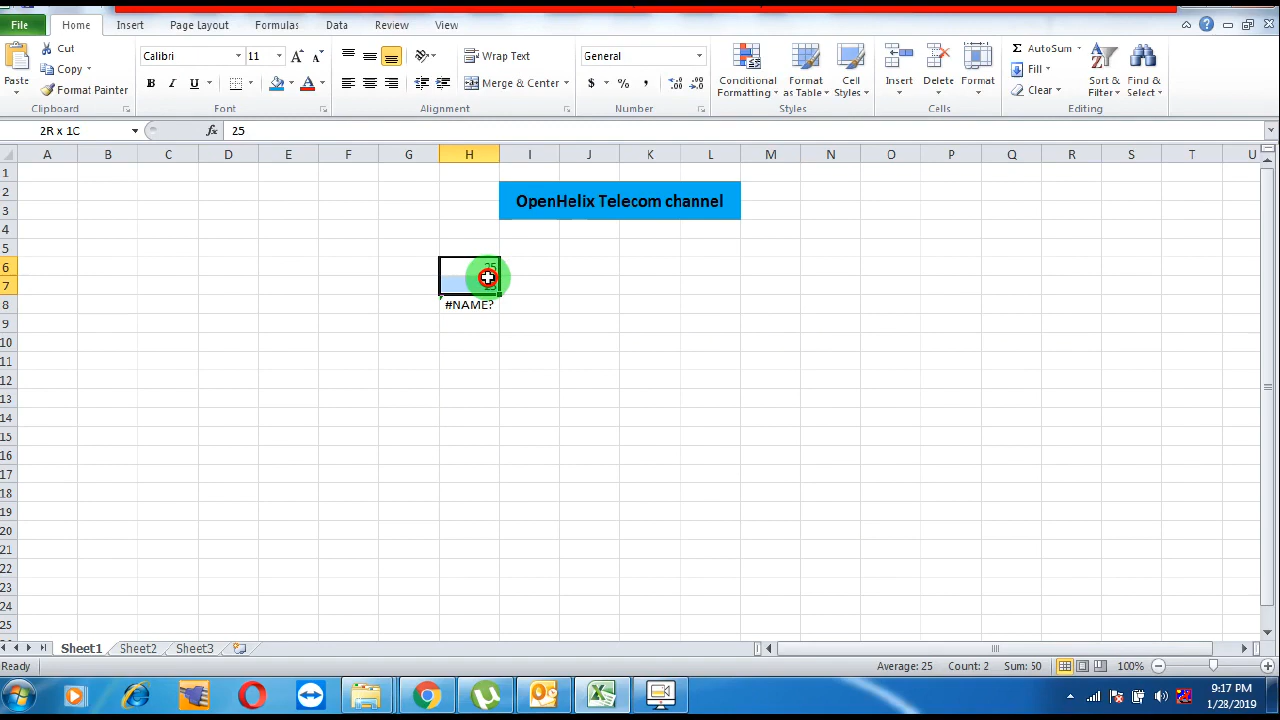 File Home Insert Page Layout Formulas Data Review View
Paste
Cut
Copy
Format Painter
Clipboard
Calibri 11
B I U
Font
Wrap Text
Merge & Center
Alignment
General
$ % ,
Number
Conditional Formatting
Format as Table
Cell Styles
Styles
Insert Delete Format
Cells
AutoSum
Fill
Clear
Sort & Filter
Find & Select
Editing
2R x 1C fx 25
A B C D E F G H I J K L M N O P Q R S T U
1
2
OpenHelix Telecom channel
3
4
5
6 25
7
8 #NAME?
9
10
11
12
13
14
15
16
17
18
19
20
21
22
23
24
25
Sheet1 Sheet2 Sheet3
Ready Average: 25 Count: 2 Sum: 50 100%
9:17 PM
1/28/2019